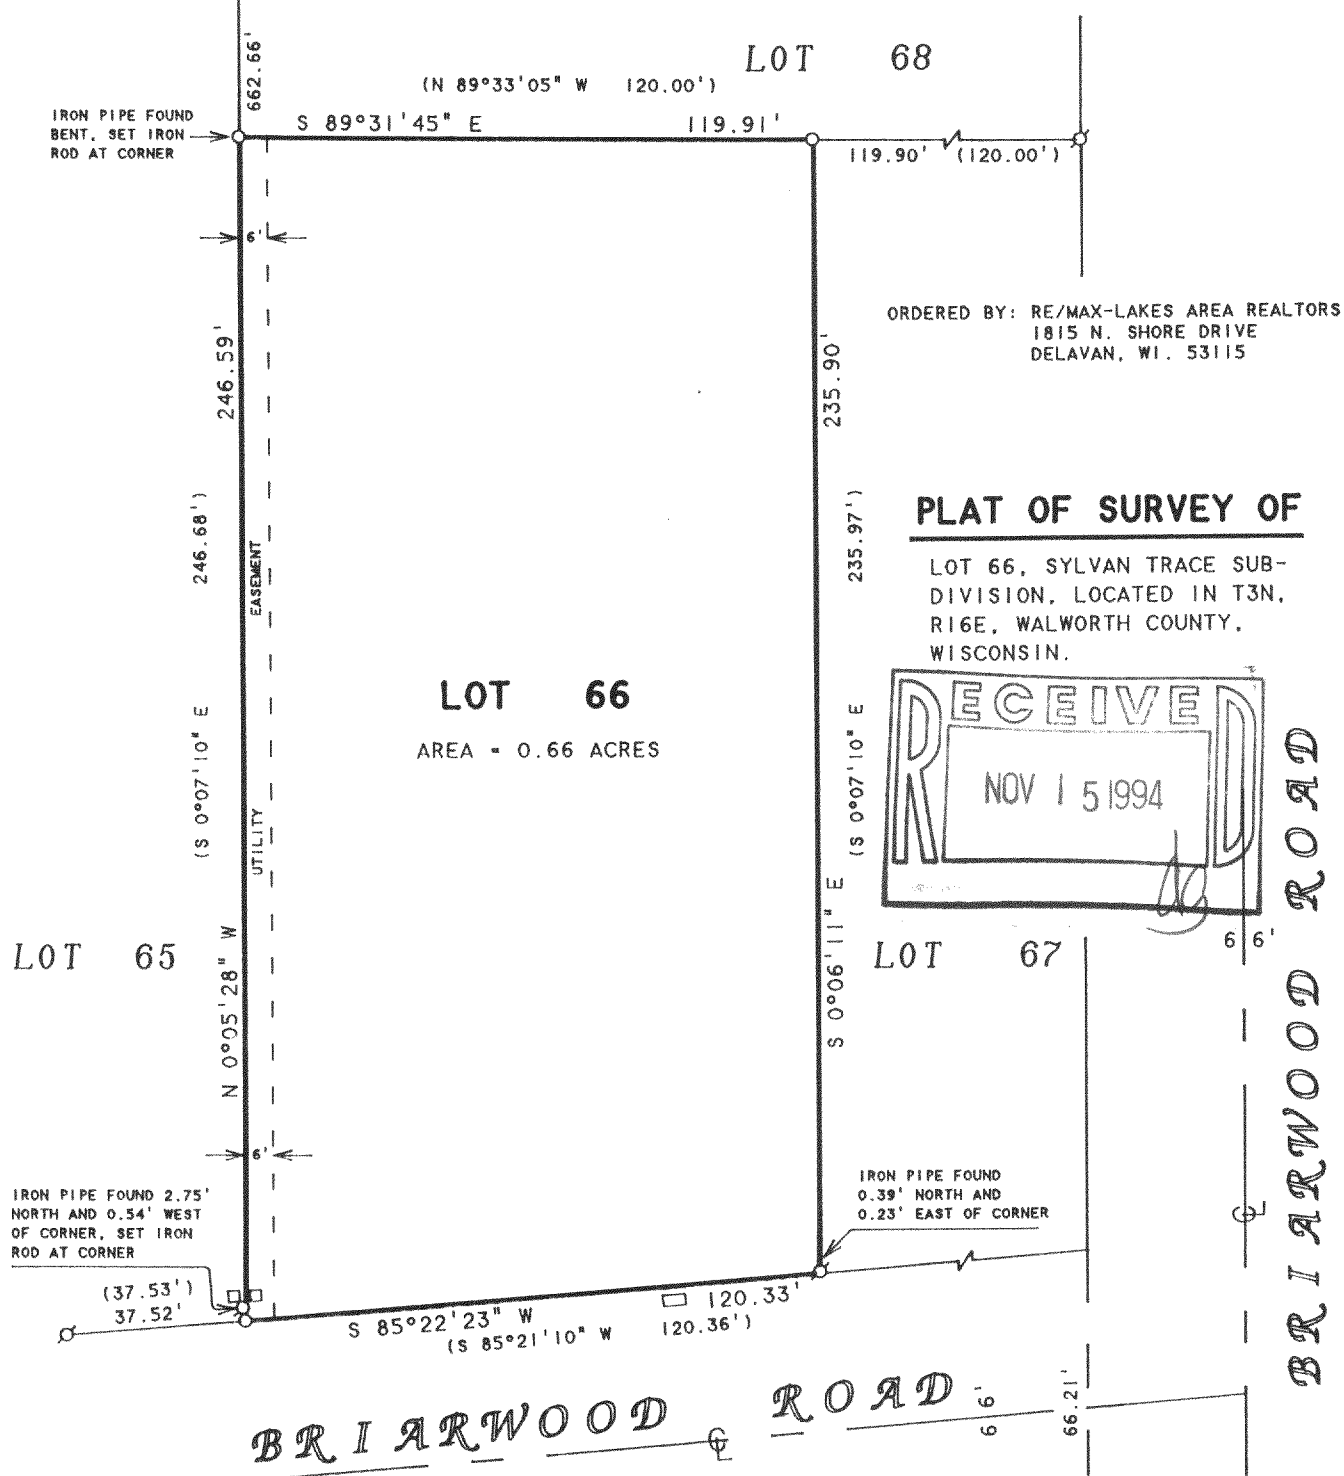 662.66'
LOT 68
(N 89°33'05" W 120.00')
IRON PIPE FOUND
BENT, SET IRON
ROD AT CORNER
S 89°31'45" E 119.91'
119.90' (120.00')
6'
ORDERED BY: RE/MAX-LAKES AREA REALTORS
1815 N. SHORE DRIVE
DELAVAN, WI. 53115
246.59'
235.90'
246.68')
235.97')
PLAT OF SURVEY OF
LOT 66, SYLVAN TRACE SUB-
DIVISION, LOCATED IN T3N,
R16E, WALWORTH COUNTY,
WISCONSIN.
EASEMENT
LOT 66
AREA = 0.66 ACRES
RECEIVED
NOV 15 1994
(S 0°07'10" E
(S 0°07'10" E
UTILITY
LOT 65
N 0°05'28" W
S 0°06'11" E
LOT 67
66'
BRIARWOOD ROAD
6'
IRON PIPE FOUND 2.75'
NORTH AND 0.54' WEST
OF CORNER, SET IRON
ROD AT CORNER
IRON PIPE FOUND
0.39' NORTH AND
0.23' EAST OF CORNER
(37.53')
37.52'
S 85°22'23" W 120.33'
(S 85°21'10" W 120.36')
BRIARWOOD ROAD
66'
66.21'